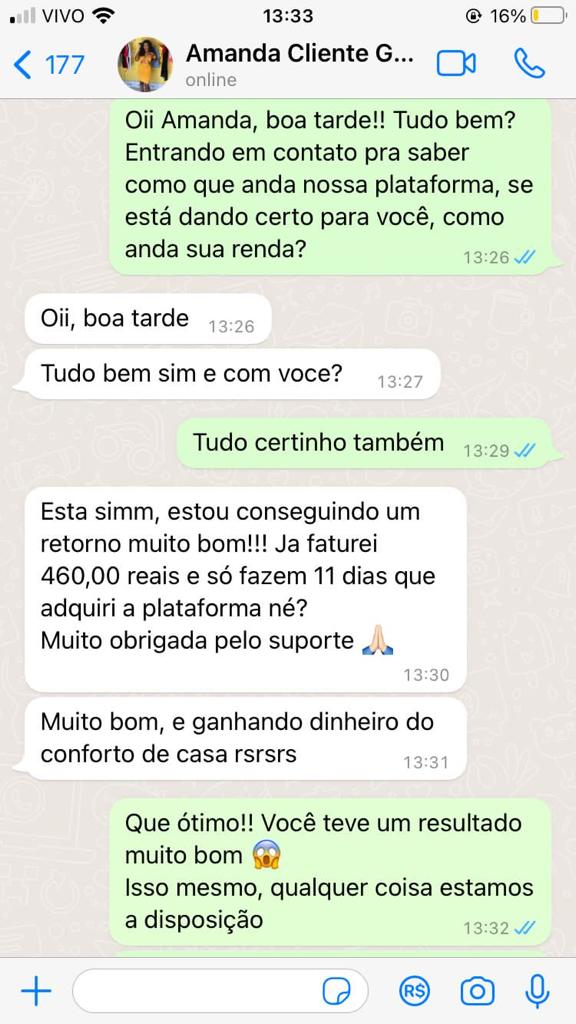 VIVO 13:33 16%
177 Amanda Cliente G...
online
Oii Amanda, boa tarde!! Tudo bem?
Entrando em contato pra saber
como que anda nossa plataforma, se
está dando certo para você, como
anda sua renda?
13:26
Oii, boa tarde 13:26
Tudo bem sim e com voce? 13:27
Tudo certinho também 13:29
Esta simm, estou conseguindo um
retorno muito bom!!! Ja faturei
460,00 reais e só fazem 11 dias que
adquiri a plataforma né?
Muito obrigada pelo suporte 🙏🏻
13:30
Muito bom, e ganhando dinheiro do
conforto de casa rsrsrs 13:31
Que ótimo!! Você teve um resultado
muito bom 😱
Isso mesmo, qualquer coisa estamos
a disposição 13:32
R$